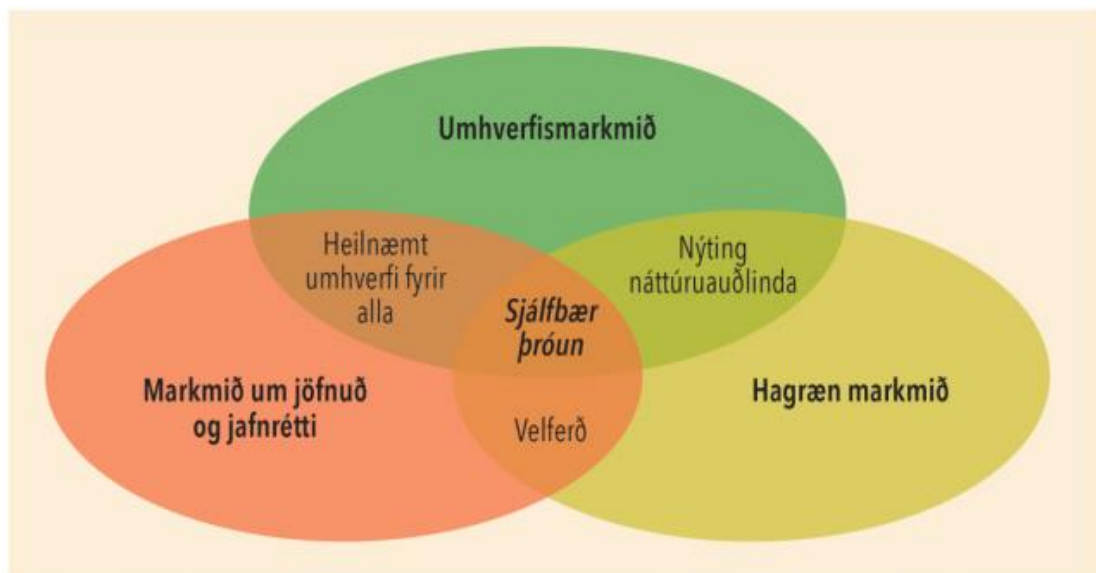 Umhverfismarkmið
Heilnæmt
umhverfi fyrir
alla
Nýting
náttúruauðlinda
Sjálfbær
þróun
Markmið um jöfnuð
og jafnrétti
Hagræn markmið
Velferð